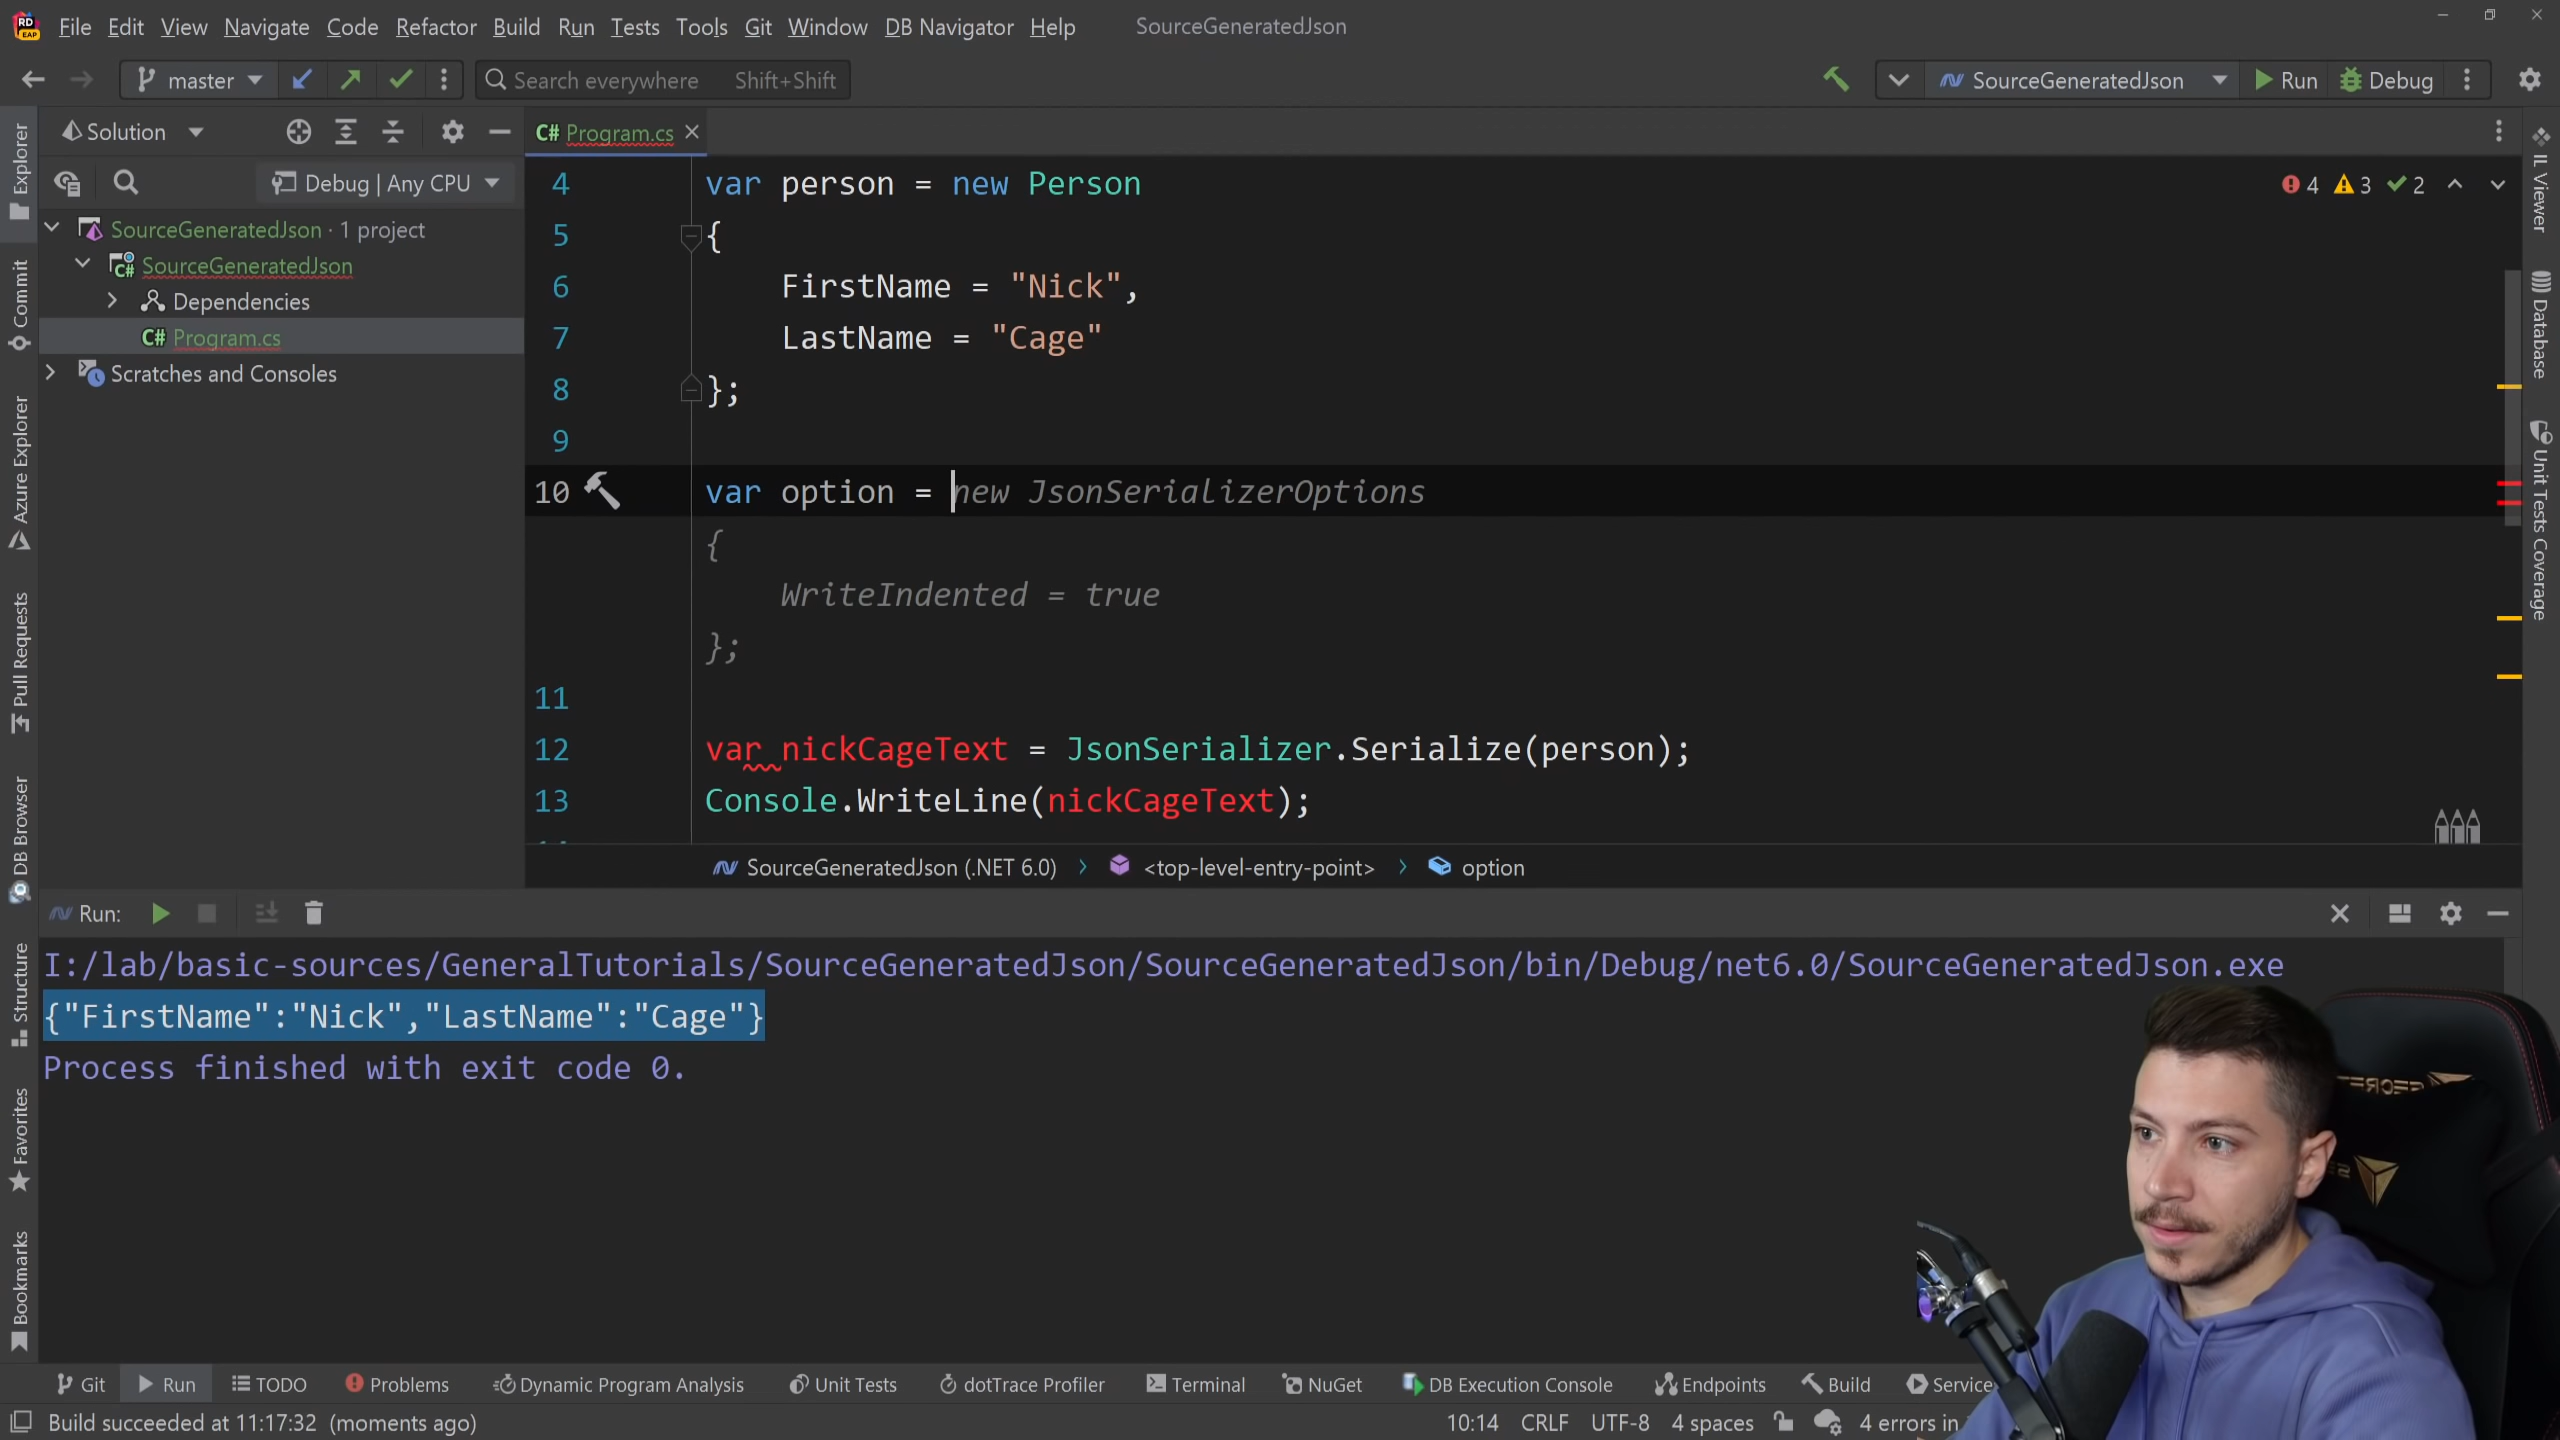 File Edit View Navigate Code Refactor Build Run Tests Tools Git Window DB Navigator Help SourceGeneratedJson
master Search everywhere Shift+Shift SourceGeneratedJson Run Debug
Solution
Debug | Any CPU
SourceGeneratedJson · 1 project
SourceGeneratedJson
Dependencies
C# Program.cs
Scratches and Consoles
C# Program.cs
4 3 2
4 var person = new Person
5 {
6 FirstName = "Nick",
7 LastName = "Cage"
8 };
9
10 var option = new JsonSerializerOptions
{
WriteIndented = true
};
11
12 var nickCageText = JsonSerializer.Serialize(person);
13 Console.WriteLine(nickCageText);
SourceGeneratedJson (.NET 6.0) <top-level-entry-point> option
Run:
I:/lab/basic-sources/GeneralTutorials/SourceGeneratedJson/SourceGeneratedJson/bin/Debug/net6.0/SourceGeneratedJson.exe
{"FirstName":"Nick","LastName":"Cage"}
Process finished with exit code 0.
Git Run TODO Problems Dynamic Program Analysis Unit Tests dotTrace Profiler Terminal NuGet DB Execution Console Endpoints Build Service
Build succeeded at 11:17:32 (moments ago) 10:14 CRLF UTF-8 4 spaces 4 errors in
Explorer
Commit
Azure Explorer
Pull Requests
DB Browser
Structure
Favorites
Bookmarks
IL Viewer
Database
Unit Tests Coverage